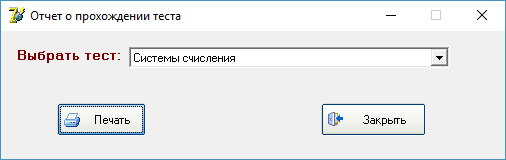 Отчет о прохождении теста
Выбрать тест: Системы счисления
Печать Закрыть